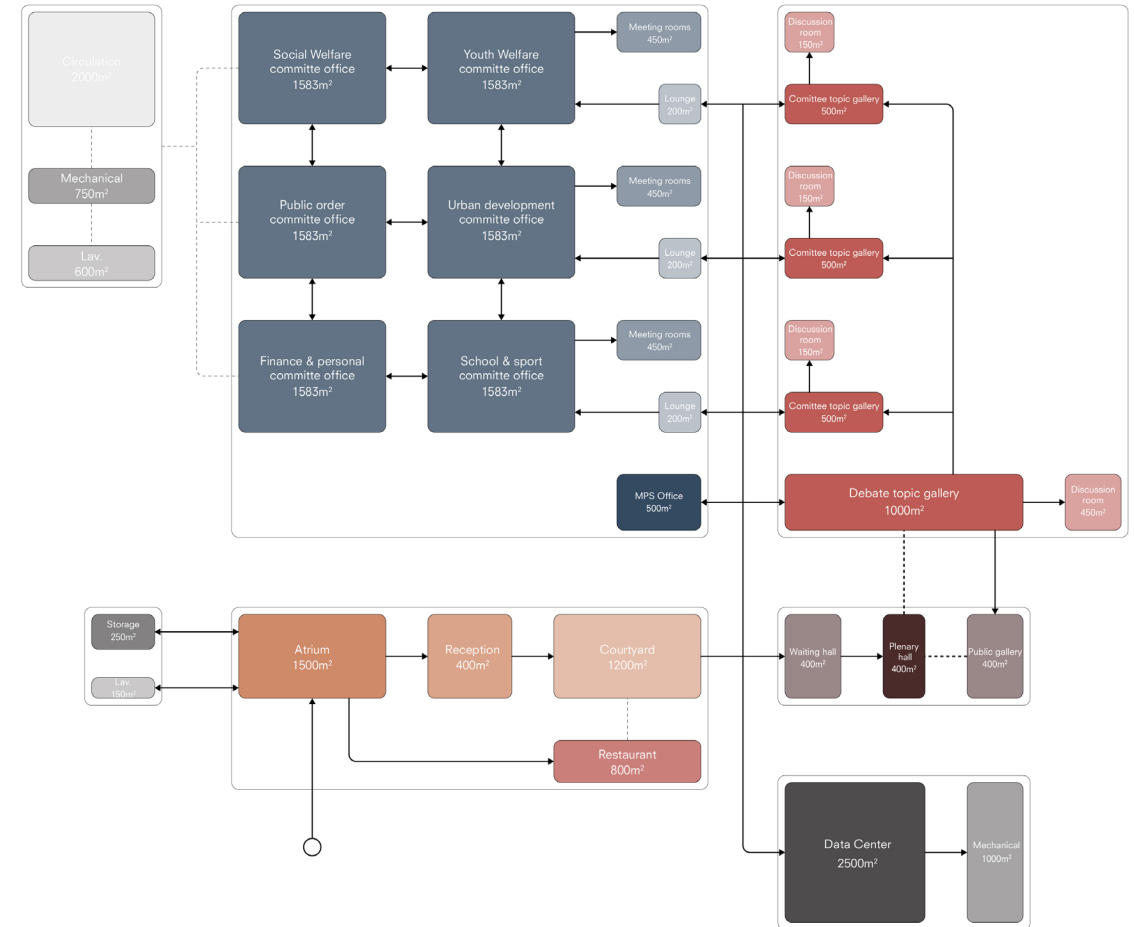 Circulation
2000m²
Mechanical
750m²
Lav.
600m²
Social Welfare
committe office
1583m²
Youth Welfare
committe office
1583m²
Meeting rooms
450m²
Lounge
200m²
Public order
committe office
1583m²
Urban development
committe office
1583m²
Meeting rooms
450m²
Lounge
200m²
Finance & personal
committe office
1583m²
School & sport
committe office
1583m²
Meeting rooms
450m²
Lounge
200m²
MPS Office
500m²
Discussion
room
150m²
Comittee topic gallery
500m²
Discussion
room
150m²
Comittee topic gallery
500m²
Discussion
room
150m²
Comittee topic gallery
500m²
Debate topic gallery
1000m²
Discussion
room
450m²
Storage
250m²
Lav.
150m²
Atrium
1500m²
Reception
400m²
Courtyard
1200m²
Restaurant
800m²
Waiting hall
400m²
Plenary
hall
400m²
Public gallery
400m²
Data Center
2500m²
Mechanical
1000m²